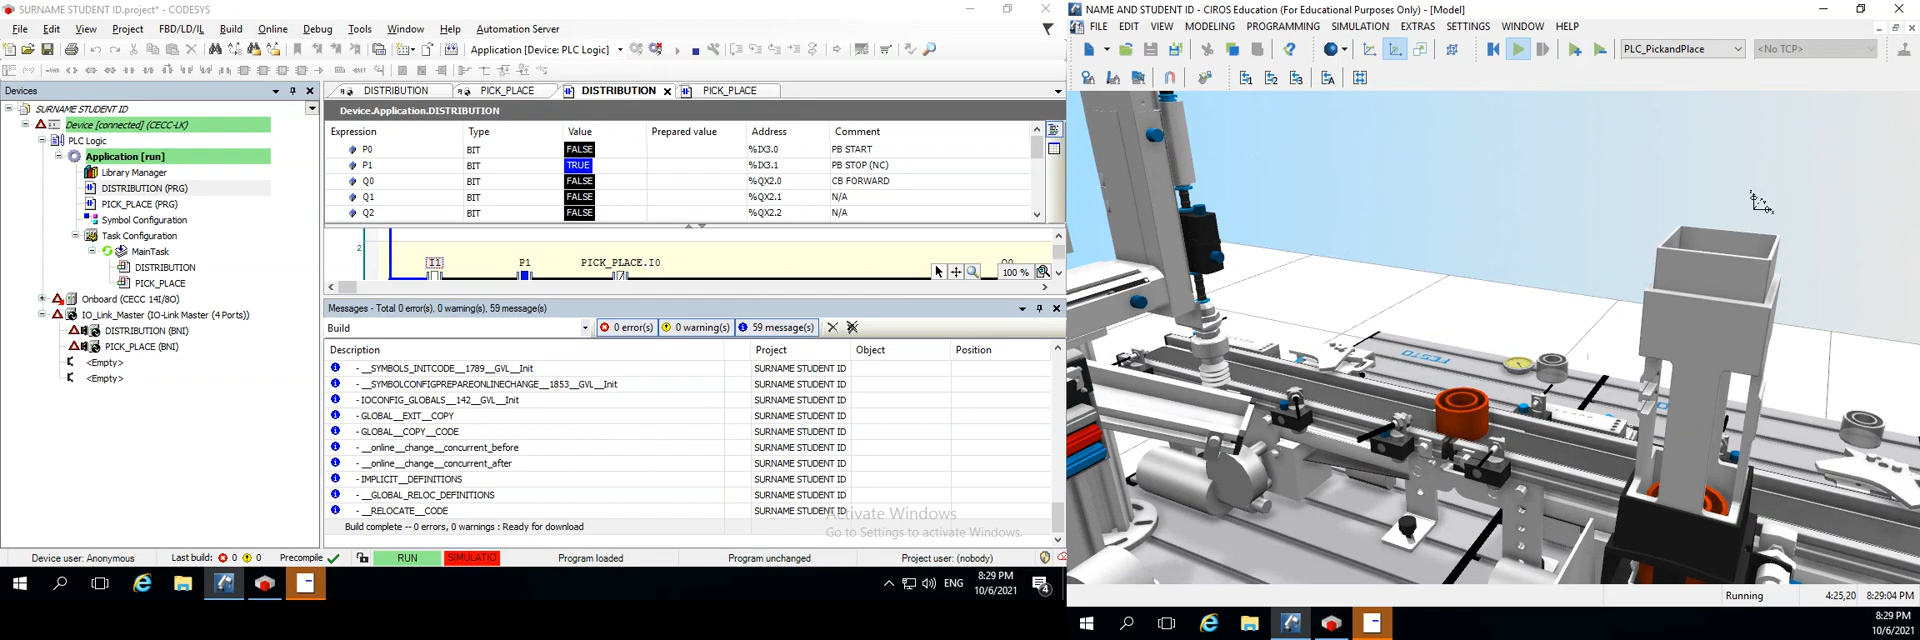 SURNAME STUDENT ID.project* - CODESYS
File Edit View Project FBD/LD/IL Build Online Debug Tools Window Help Automation Server
Application [Device: PLC Logic]
Devices
SURNAME STUDENT ID
Device [connected] (CECC-LK)
PLC Logic
Application [run]
Library Manager
DISTRIBUTION (PRG)
PICK_PLACE (PRG)
Symbol Configuration
Task Configuration
MainTask
DISTRIBUTION
PICK_PLACE
Onboard (CECC 14I/8O)
IO_Link_Master (IO-Link Master (4 Ports))
DISTRIBUTION (BNI)
PICK_PLACE (BNI)
<Empty>
<Empty>
DISTRIBUTION PICK_PLACE DISTRIBUTION PICK_PLACE
Device.Application.DISTRIBUTION
Expression Type Value Prepared value Address Comment
P0 BIT FALSE %IX3.0 PB START
P1 BIT TRUE %IX3.1 PB STOP (NC)
Q0 BIT FALSE %QX2.0 CB FORWARD
Q1 BIT FALSE %QX2.1 N/A
Q2 BIT FALSE %QX2.2 N/A
2
I1 P1 PICK_PLACE.I0 Q0
100 %
Messages - Total 0 error(s), 0 warning(s), 59 message(s)
Build 0 error(s) 0 warning(s) 59 message(s)
Description Project Object Position
- __SYMBOLS_INITCODE__1789__GVL__Init SURNAME STUDENT ID
- __SYMBOLCONFIGPREPAREONLINECHANGE__1853__GVL__Init SURNAME STUDENT ID
- IOCONFIG_GLOBALS__142__GVL__Init SURNAME STUDENT ID
- GLOBAL__EXIT__COPY SURNAME STUDENT ID
- GLOBAL__COPY__CODE SURNAME STUDENT ID
- __online__change__concurrent_before SURNAME STUDENT ID
- __online__change__concurrent_after SURNAME STUDENT ID
- IMPLICIT__DEFINITIONS SURNAME STUDENT ID
- __GLOBAL_RELOC_DEFINITIONS SURNAME STUDENT ID
- __RELOCATE__CODE SURNAME STUDENT ID
Build complete -- 0 errors, 0 warnings : Ready for download
Activate Windows
Go to Settings to activate Windows.
Device user: Anonymous Last build: 0 0 Precompile RUN SIMULATIO Program loaded Program unchanged Project user: (nobody)
ENG
8:29 PM
10/6/2021
4
NAME AND STUDENT ID - CIROS Education (For Educational Purposes Only) - [Model]
FILE EDIT VIEW MODELING PROGRAMMING SIMULATION EXTRAS SETTINGS WINDOW HELP
PLC_PickandPlace <No TCP>
FESTO
Running 4:25,20 8:29:04 PM
8:29 PM
10/6/2021